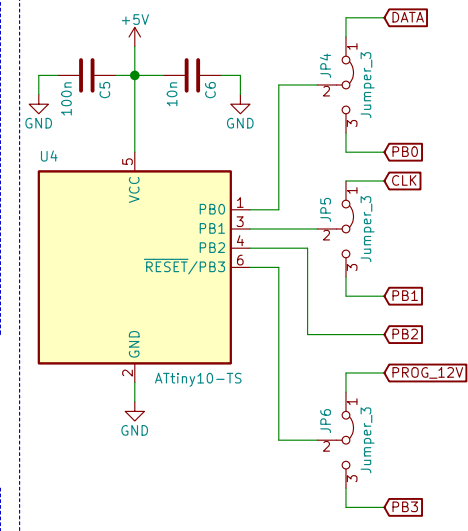 +5V
100n
C5
10n
C6
GND
GND
U4
5
VCC
PB0
1
PB1
3
PB2
4
RESET/PB3
6
GND
2
ATtiny10-TS
GND
DATA
JP4
1
2
3
Jumper_3
PB0
CLK
JP5
1
2
3
Jumper_3
PB1
PB2
PROG_12V
JP6
1
2
3
Jumper_3
PB3